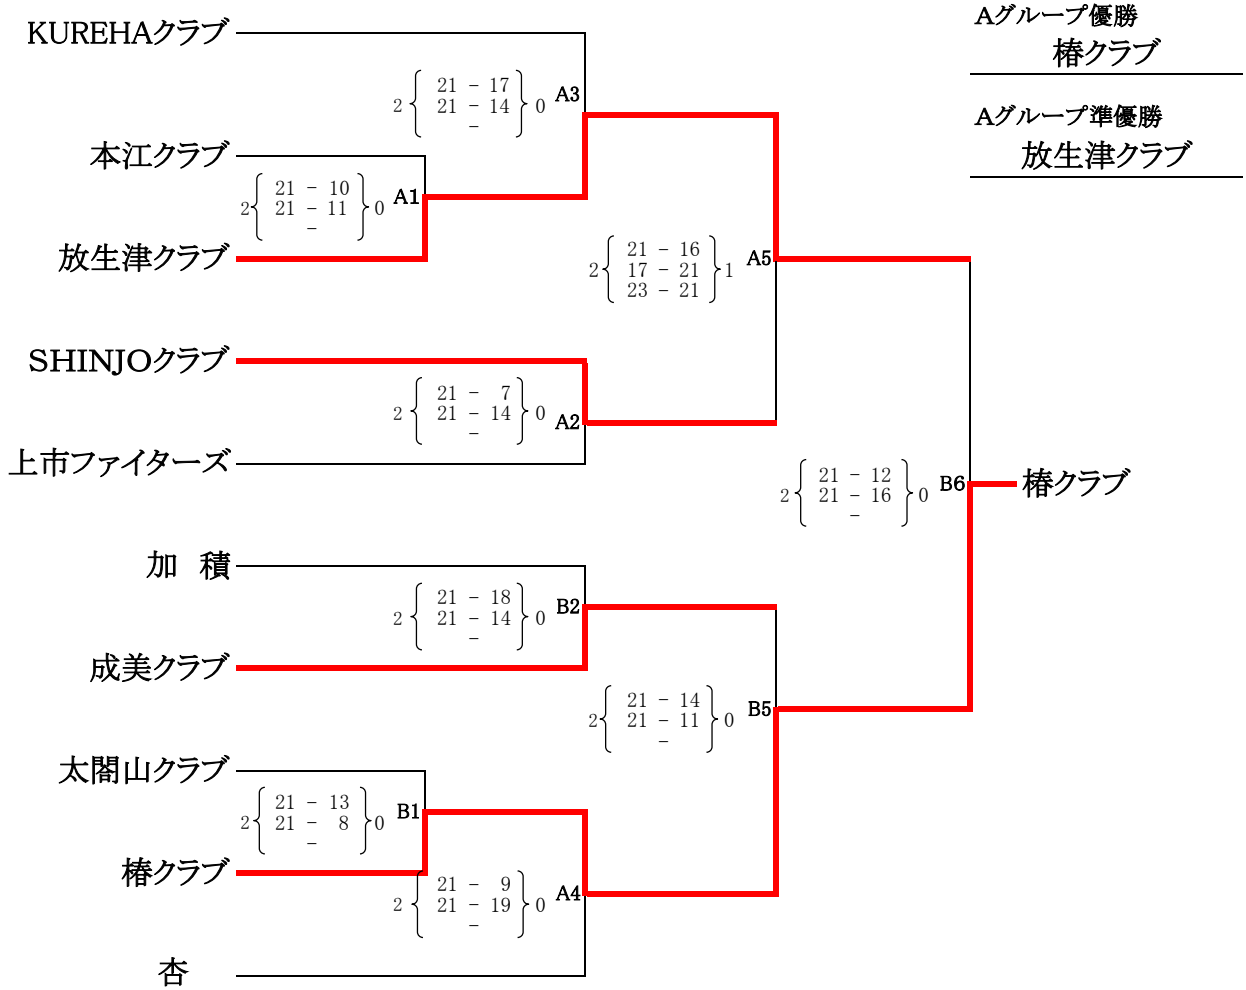 KUREHAクラブ
2 21 - 17 0 A3
21 - 14
-
本江クラブ
2 21 - 10 0 A1
21 - 11
-
放生津クラブ
2 21 - 16 1 A5
17 - 21
23 - 21
SHINJOクラブ
2 21 - 7 0 A2
21 - 14
-
上市ファイターズ
2 21 - 12 0 B6
21 - 16
-
椿クラブ
加 積
2 21 - 18 0 B2
21 - 14
-
成美クラブ
2 21 - 14 0 B5
21 - 11
-
太閤山クラブ
2 21 - 13 0 B1
21 - 8
-
椿クラブ
2 21 - 9 0 A4
21 - 19
-
杏
Aグループ優勝
椿クラブ
Aグループ準優勝
放生津クラブ